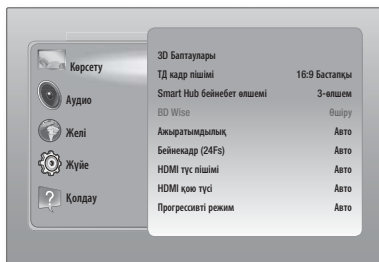 Көрсету
Аудио
Желі
Жүйе
Қолдау
3D Баптаулары
ТД кадр пішімі 16:9 Бастапқы
Smart Hub бейнебет өлшемі 3-өлшем
BD Wise Өшіру
Ажыратымдылық Авто
Бейнекадр (24Fs) Авто
HDMI түс пішімі Авто
HDMI қою түсі Авто
Прогрессивті режим Авто